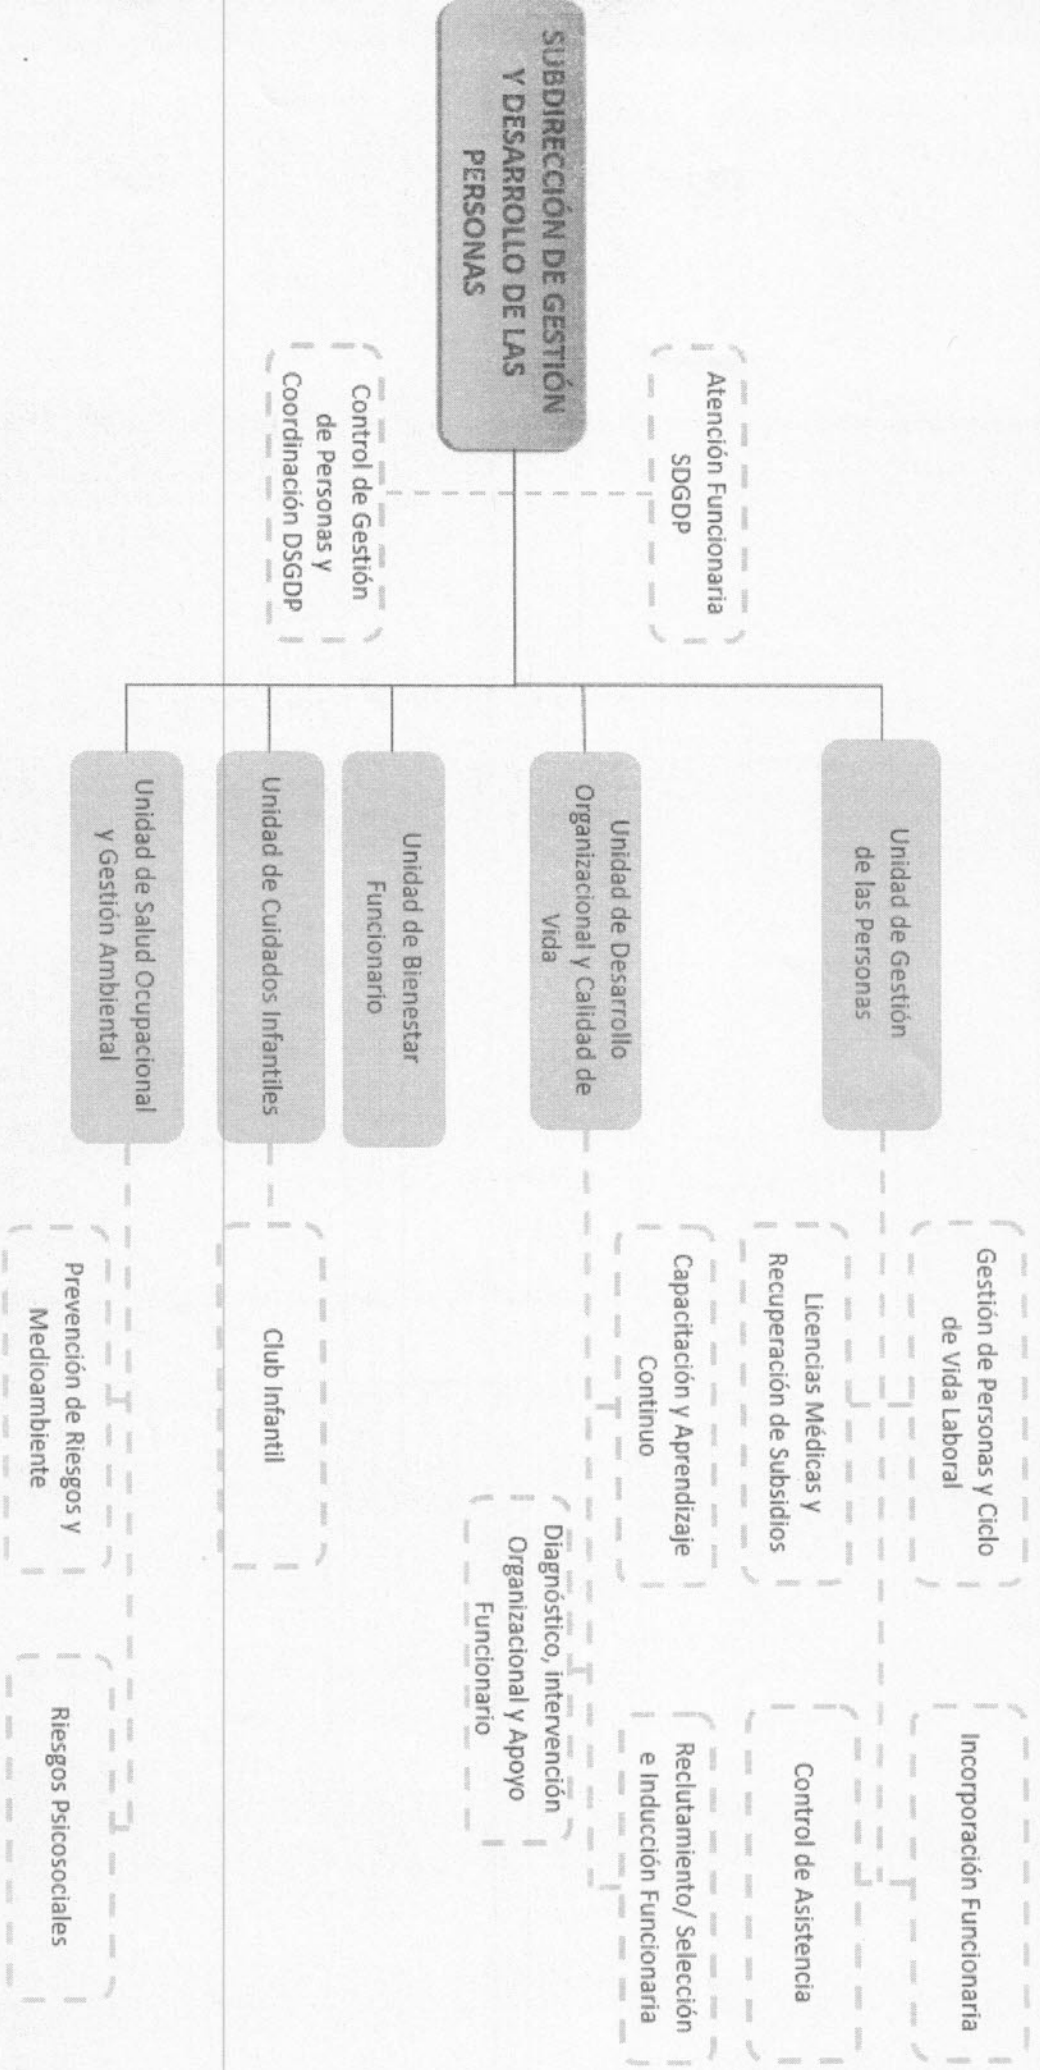 SUBDIRECCIÓN DE GESTIÓN
Y DESARROLLO DE LAS
PERSONAS
Atención Funcionaria
SDGDP
Control de Gestión
de Personas y
Coordinación DSGDP
Unidad de Gestión
de las Personas
Gestión de Personas y Ciclo
de Vida Laboral
Incorporación Funcionaria
Licencias Médicas y
Recuperación de Subsidios
Control de Asistencia
Unidad de Desarrollo
Organizacional y Calidad de
Vida
Capacitación y Aprendizaje
Continuo
Reclutamiento/ Selección
e Inducción Funcionaria
Diagnóstico, intervención
Organizacional y Apoyo
Funcionario
Unidad de Bienestar
Funcionario
Unidad de Cuidados Infantiles
Club Infantil
Unidad de Salud Ocupacional
y Gestión Ambiental
Prevención de Riesgos y
Medioambiente
Riesgos Psicosociales